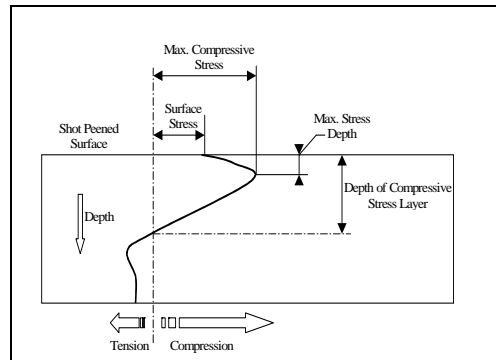 Max. Compressive
Stress
Surface
Stress
Shot Peened
Surface
Max. Stress
Depth
Depth of Compressive
Stress Layer
Depth
Tension
Compression